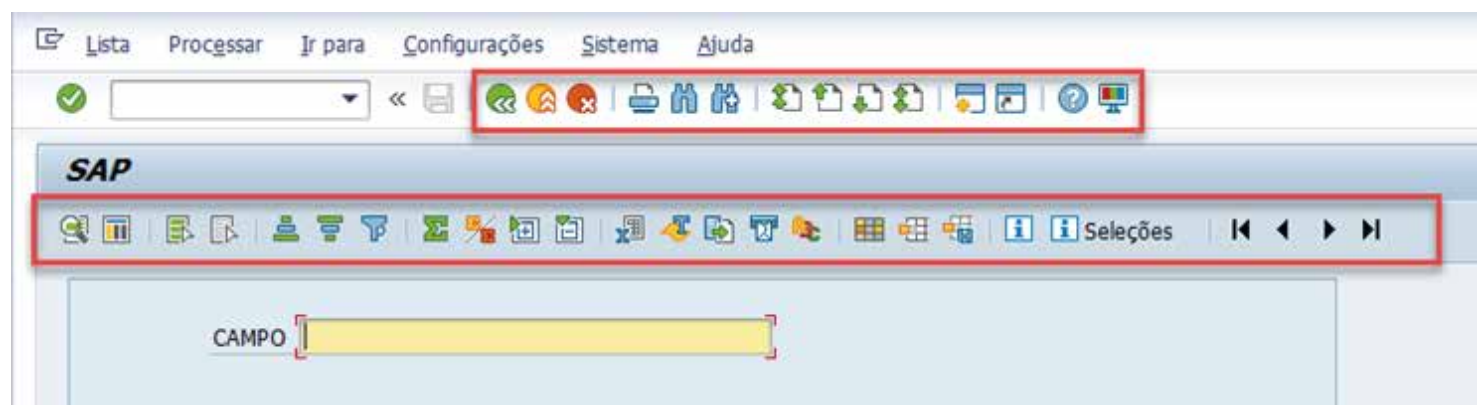 Lista Processar Ir para Configurações Sistema Ajuda
SAP
Seleções
CAMPO